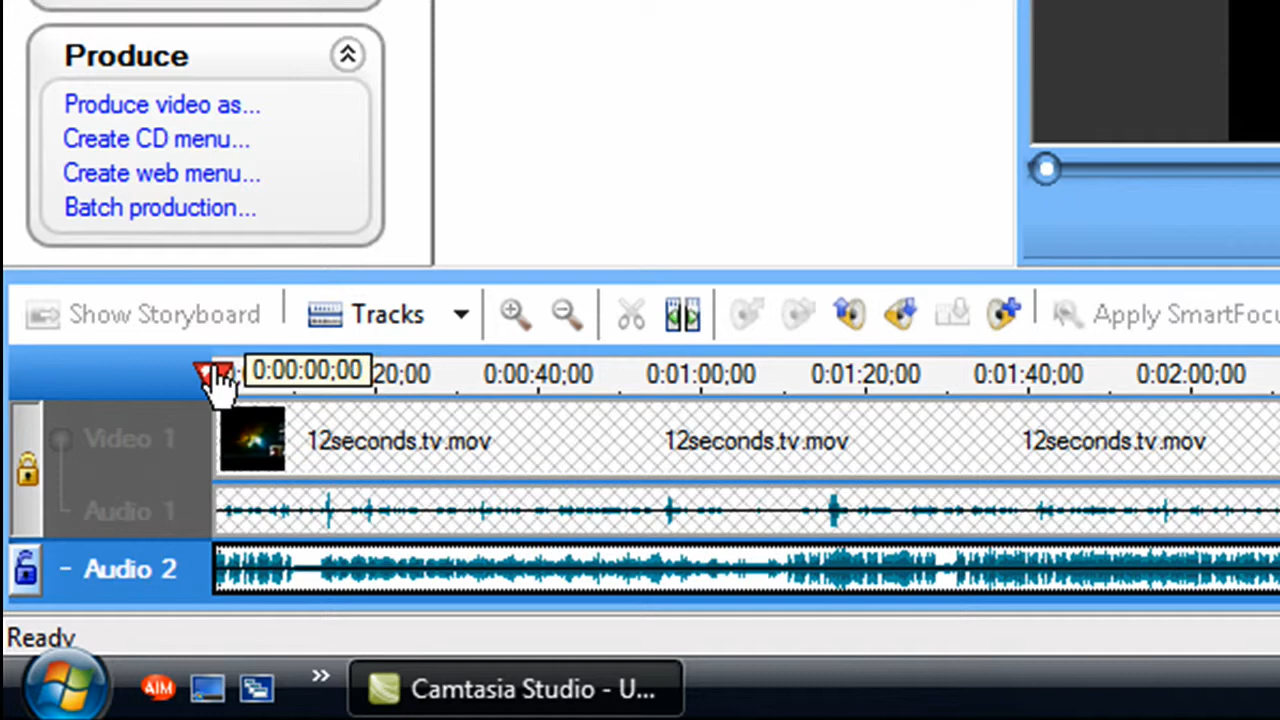 Produce
Produce video as...
Create CD menu...
Create web menu...
Batch production...
Show Storyboard
Tracks
Apply SmartFocu
0:00:00;00
20;00
0:00:40;00
0:01:00;00
0:01:20;00
0:01:40;00
0:02:00;00
Video 1
12seconds.tv.mov
12seconds.tv.mov
12seconds.tv.mov
Audio 1
- Audio 2
Ready
AIM
»
Camtasia Studio - U...